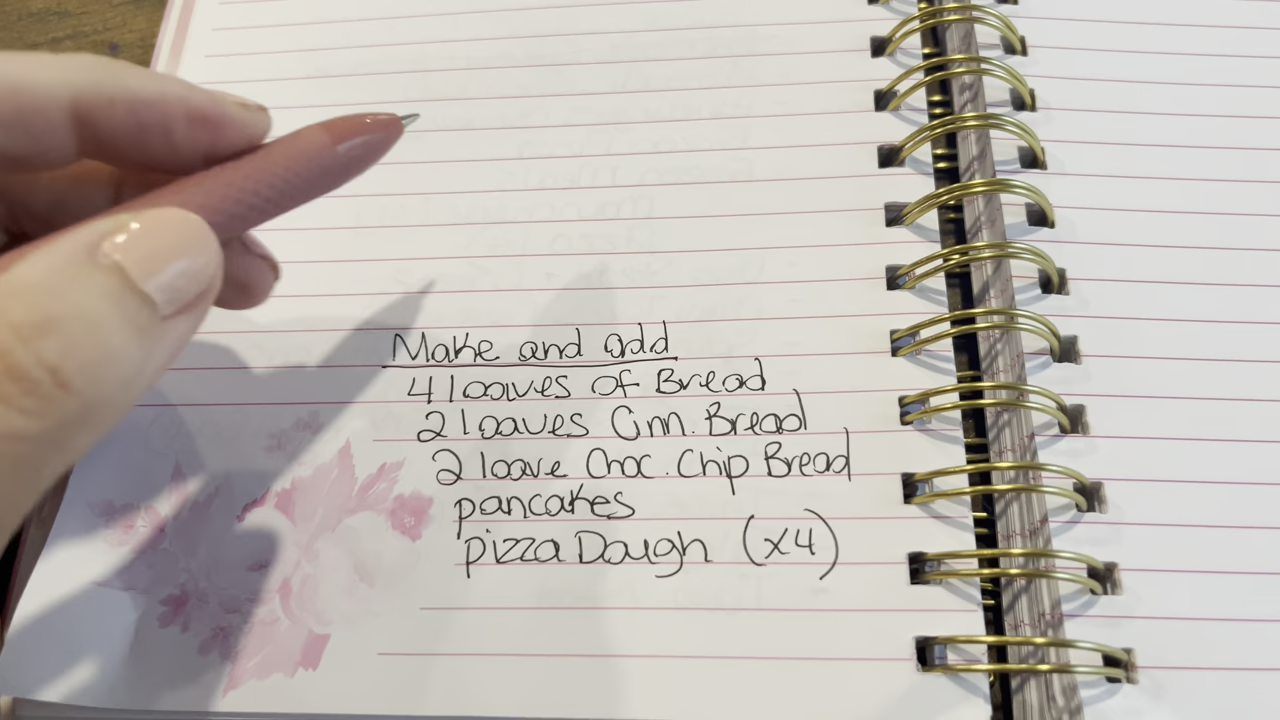 Make and add
4 loaves of Bread
2 loaves Cin. Bread
2 loave Choc. Chip Bread
pancakes
pizza Dough (x4)